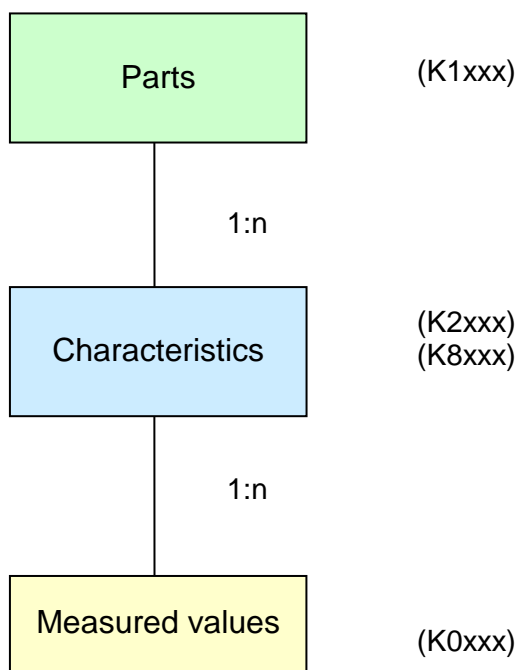 Parts
(K1xxx)
1:n
Characteristics
(K2xxx)
(K8xxx)
1:n
Measured values
(K0xxx)